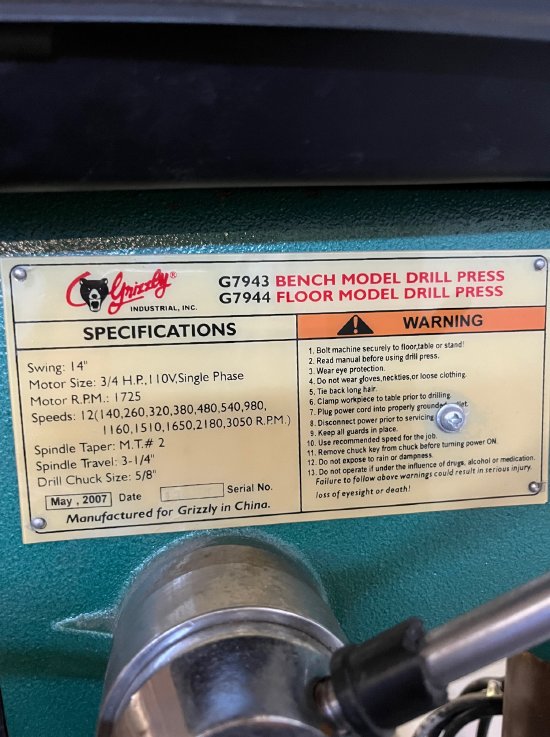 Grizzly®
INDUSTRIAL, INC.
G7943 BENCH MODEL DRILL PRESS
G7944 FLOOR MODEL DRILL PRESS
SPECIFICATIONS
Swing: 14"
Motor Size: 3/4 H.P.,110V,Single Phase
Motor R.P.M.: 1725
Speeds: 12(140,260,320,380,480,540,980,
1160,1510,1650,2180,3050 R.P.M.)
Spindle Taper: M.T.# 2
Spindle Travel: 3-1/4"
Drill Chuck Size: 5/8"
May , 2007 Date Serial No.
Manufactured for Grizzly in China.
WARNING
1. Bolt machine securely to floor,table or stand!
2. Read manual before using drill press.
3. Wear eye protection.
4. Do not wear gloves,neckties,or loose clothing.
5. Tie back long hair.
6. Clamp workpiece to table prior to drilling.
7. Plug power cord into properly
8. Disconnect power prior to servicing
9. Keep all guards in place.
10. Use recommended speed for the job.
11. Remove chuck key from chuck before turning power ON.
12. Do not expose to rain or dampness.
13. Do not operate if under the influence of drugs, alcohol or medication.
Failure to follow above warnings could result in serious injury.
loss of eyesight or death!